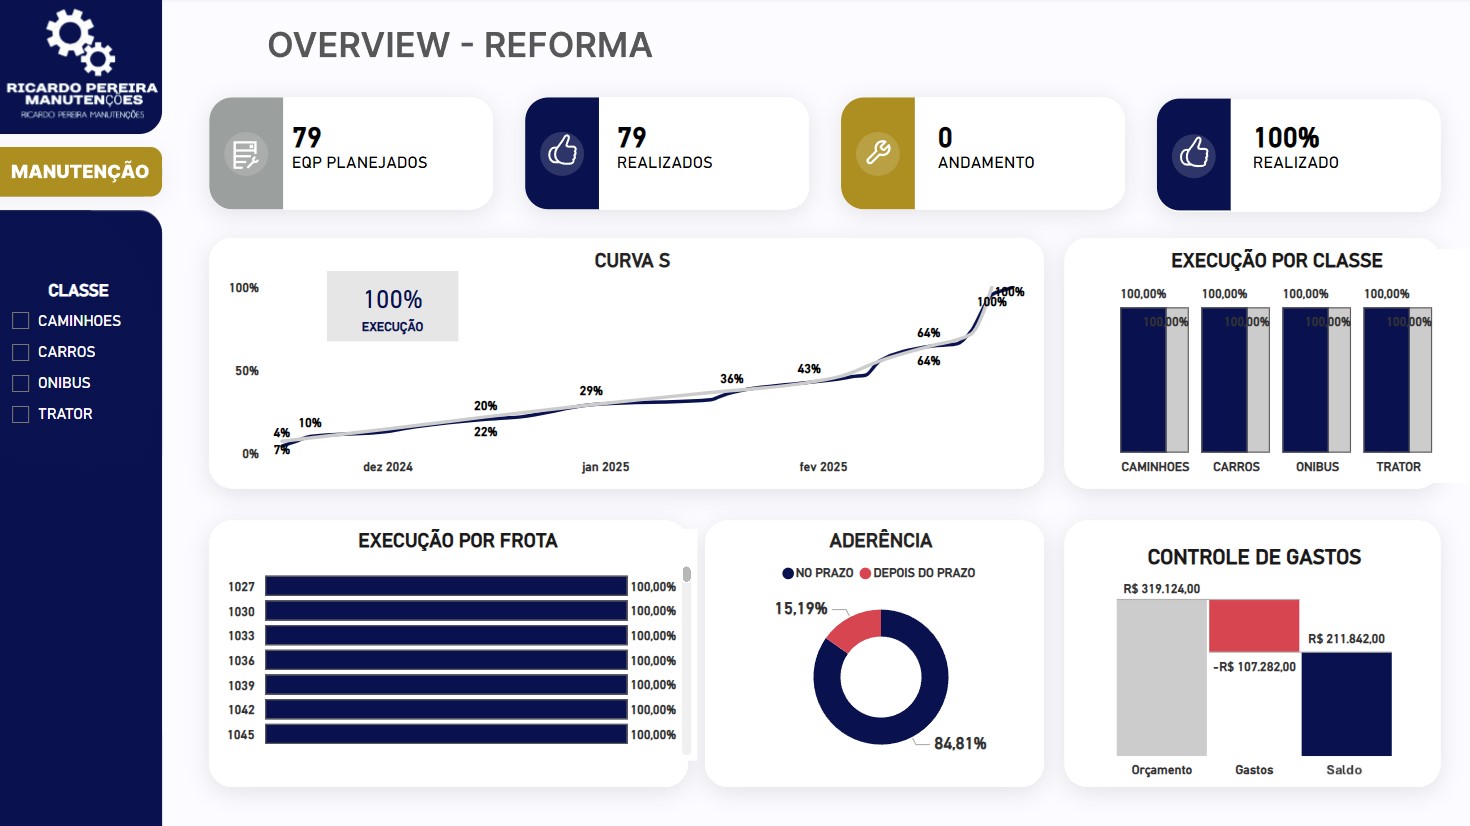 RICARDO PEREIRA
MANUTENÇÕES
RICARDO PEREIRA MANUTENÇÕES
MANUTENÇÃO
CLASSE
CAMINHOES
CARROS
ONIBUS
TRATOR
OVERVIEW - REFORMA
79
EQP PLANEJADOS
79
REALIZADOS
0
ANDAMENTO
100%
REALIZADO
CURVA S
100%
EXECUÇÃO
100%
50%
0%
4%
7%
10%
20%
22%
29%
36%
43%
64%
64%
100%
100%
dez 2024
jan 2025
fev 2025
EXECUÇÃO POR CLASSE
100,00% 100,00% 100,00% 100,00%
100,00% 100,00% 100,00% 100,00%
CAMINHOES CARROS ONIBUS TRATOR
EXECUÇÃO POR FROTA
1027 100,00%
1030 100,00%
1033 100,00%
1036 100,00%
1039 100,00%
1042 100,00%
1045 100,00%
ADERÊNCIA
NO PRAZO DEPOIS DO PRAZO
15,19%
84,81%
CONTROLE DE GASTOS
R$ 319.124,00
R$ 211.842,00
-R$ 107.282,00
Orçamento Gastos Saldo